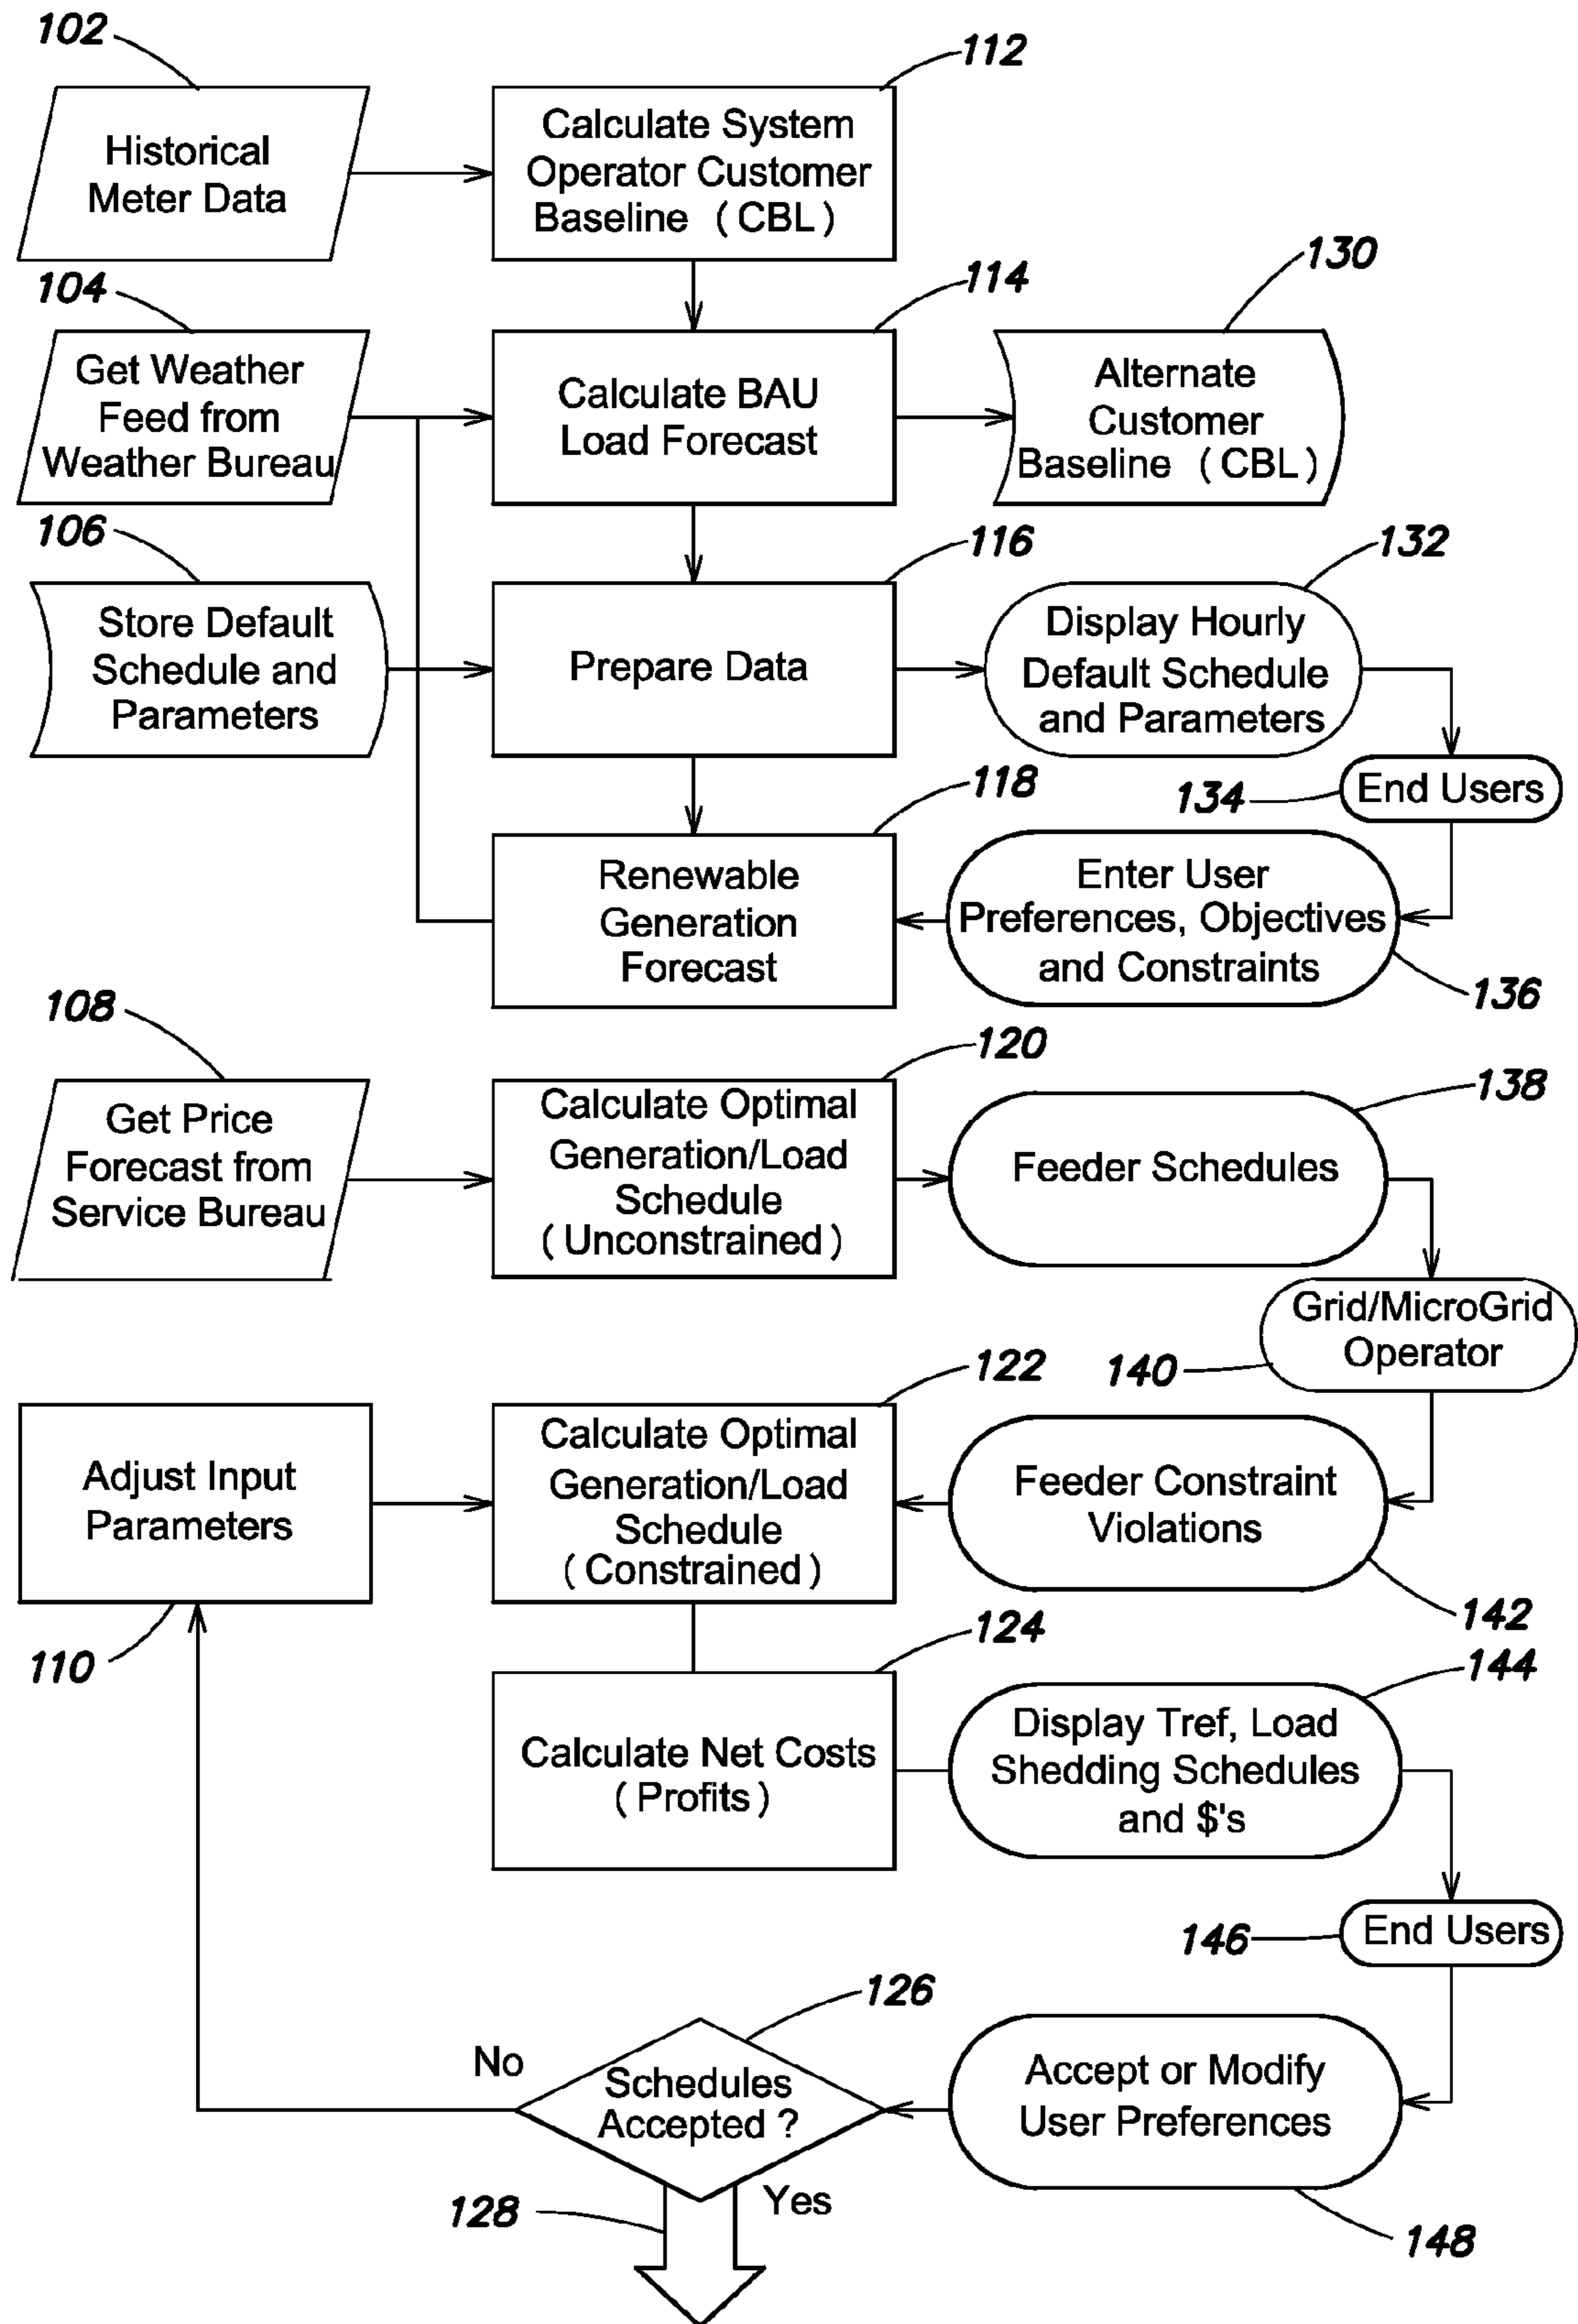 102
112
Historical
Meter Data
Calculate System
Operator Customer
Baseline (CBL)
104
114
130
Get Weather
Feed from
Weather Bureau
Calculate BAU
Load Forecast
Alternate
Customer
Baseline (CBL)
106
116
132
Store Default
Schedule and
Parameters
Prepare Data
Display Hourly
Default Schedule
and Parameters
118
134
End Users
Renewable
Generation
Forecast
Enter User
Preferences, Objectives
and Constraints
136
108
120
138
Get Price
Forecast from
Service Bureau
Calculate Optimal
Generation/Load
Schedule
(Unconstrained)
Feeder Schedules
Grid/MicroGrid
Operator
140
122
Adjust Input
Parameters
Calculate Optimal
Generation/Load
Schedule
(Constrained)
Feeder Constraint
Violations
142
110
124
144
Calculate Net Costs
(Profits)
Display Tref, Load
Shedding Schedules
and $'s
146
End Users
126
No
Schedules
Accepted ?
Accept or Modify
User Preferences
128
Yes
148